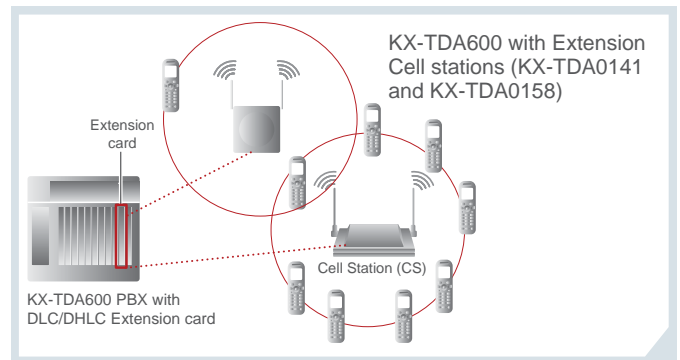 KX-TDA600 with Extension
Cell stations (KX-TDA0141
and KX-TDA0158)
Extension
card
Cell Station (CS)
KX-TDA600 PBX with
DLC/DHLC Extension card